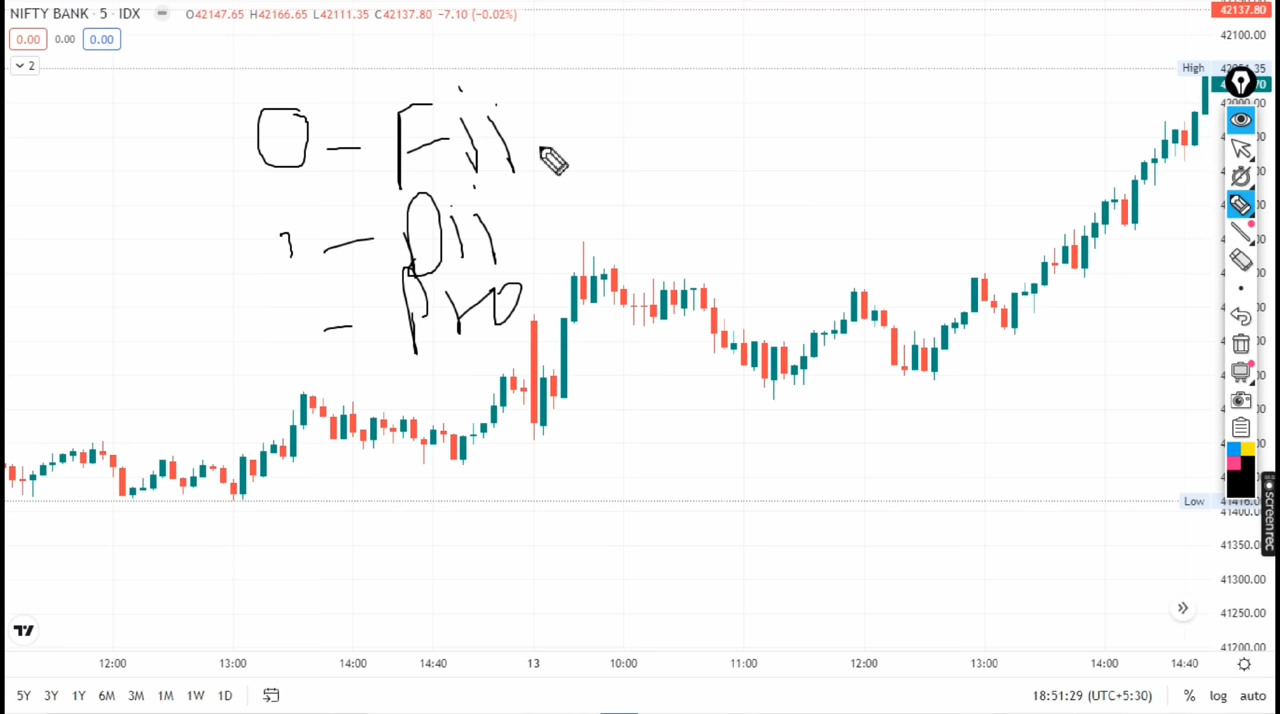 NIFTY BANK · 5 · IDX O42147.65 H42166.65 L42111.35 C42137.80 -7.10 (-0.02%)
42137.80
0.00 0.00 0.00
42100.00
2
High
0 - Fii
- Dii
- Pro
Low
41350.00
41300.00
41250.00
41200.00
12:00 13:00 14:00 14:40 13 10:00 11:00 12:00 13:00 14:00 14:40
5Y 3Y 1Y 6M 3M 1M 1W 1D 18:51:29 (UTC+5:30) % log auto
screenrec